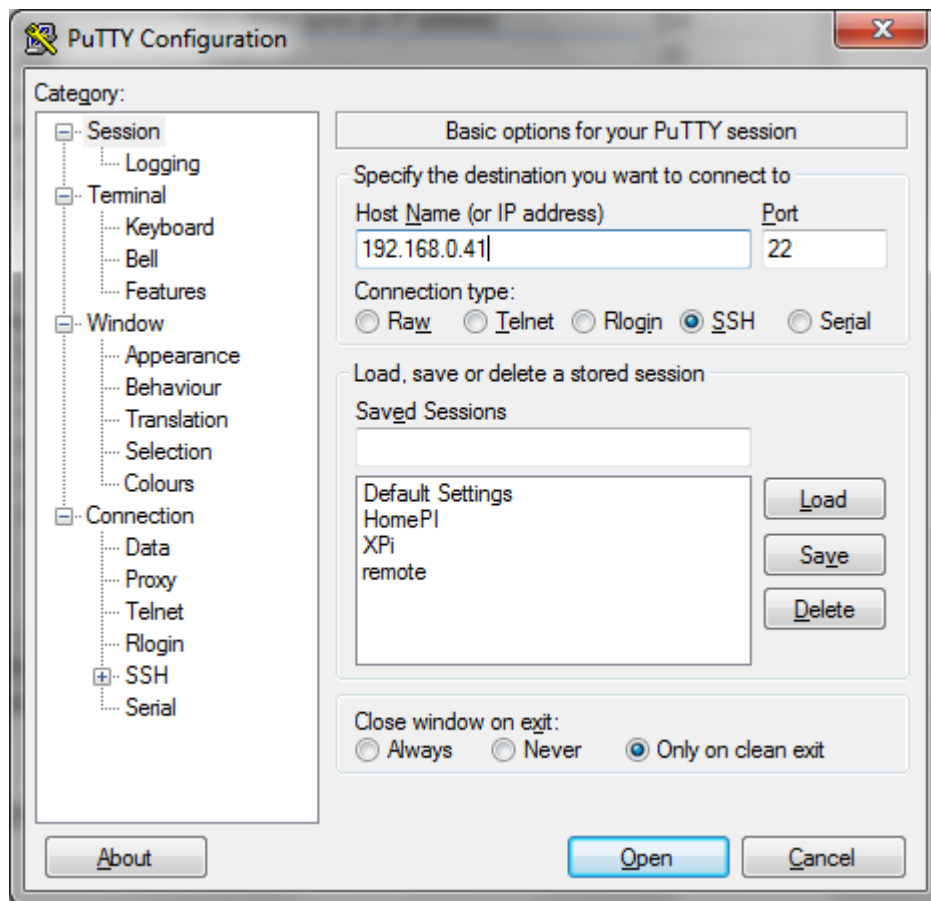 PuTTY Configuration
Category:
Session
Logging
Terminal
Keyboard
Bell
Features
Window
Appearance
Behaviour
Translation
Selection
Colours
Connection
Data
Proxy
Telnet
Rlogin
SSH
Serial
Basic options for your PuTTY session
Specify the destination you want to connect to
Host Name (or IP address) Port
192.168.0.41 22
Connection type:
Raw Telnet Rlogin SSH Serial
Load, save or delete a stored session
Saved Sessions
Default Settings
HomePI
XPi
remote
Load
Save
Delete
Close window on exit:
Always Never Only on clean exit
About Open Cancel